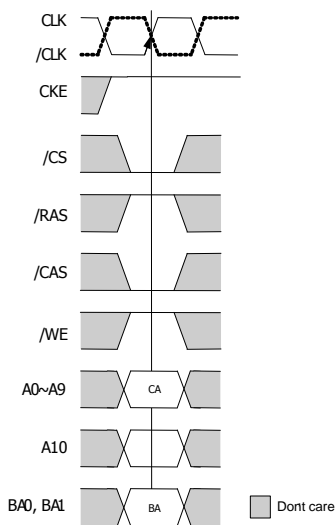 CLK
/CLK
CKE
/CS
/RAS
/CAS
/WE
A0~A9
CA
A10
BA0, BA1
BA
Dont care